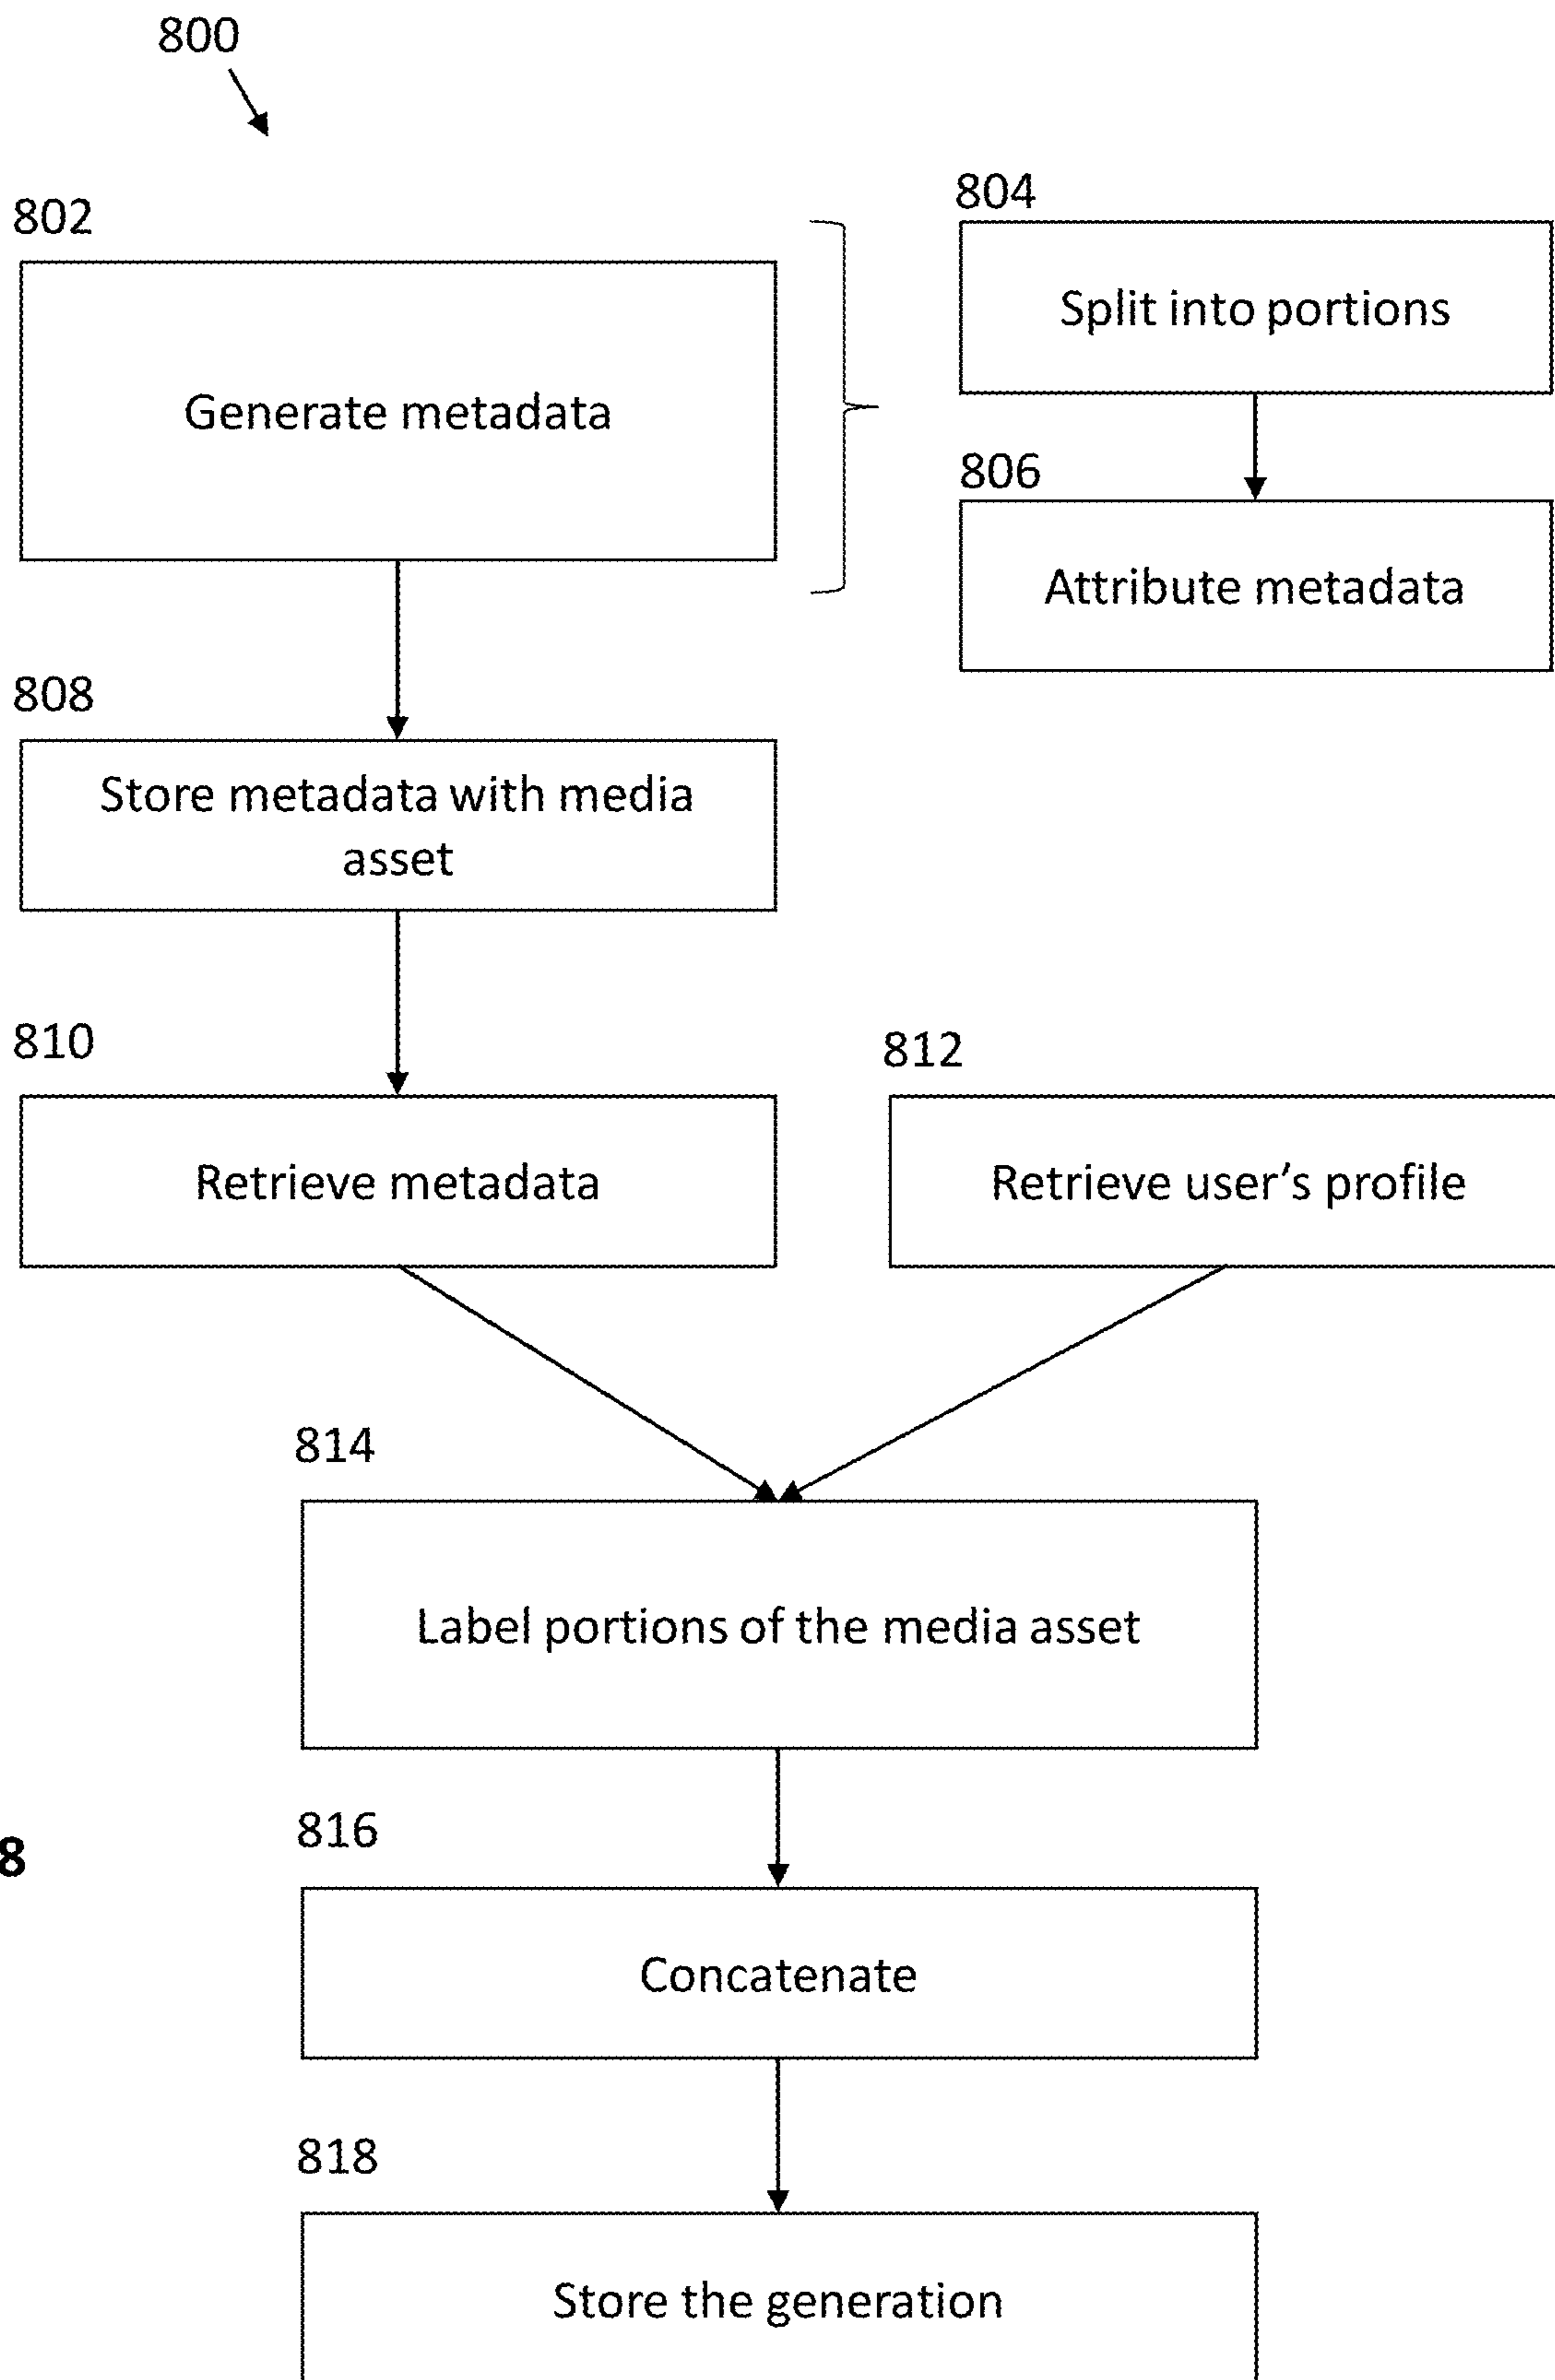 800
802
Generate metadata
804
Split into portions
806
Attribute metadata
808
Store metadata with media
asset
810
Retrieve metadata
812
Retrieve user's profile
814
Label portions of the media asset
816
8
Concatenate
818
Store the generation